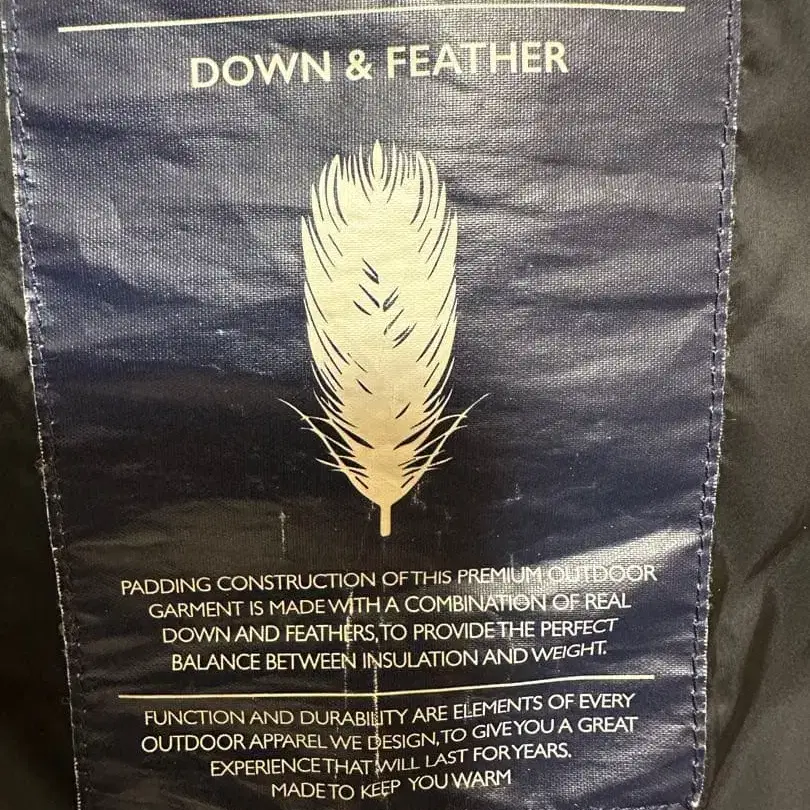 DOWN & FEATHER
PADDING CONSTRUCTION OF THIS PREMIUM OUTDOOR
GARMENT IS MADE WITH A COMBINATION OF REAL
DOWN AND FEATHERS, TO PROVIDE THE PERFECT
BALANCE BETWEEN INSULATION AND WEIGHT.
FUNCTION AND DURABILITY ARE ELEMENTS OF EVERY
OUTDOOR APPAREL WE DESIGN, TO GIVE YOU A GREAT
EXPERIENCE THAT WILL LAST FOR YEARS.
MADE TO KEEP YOU WARM